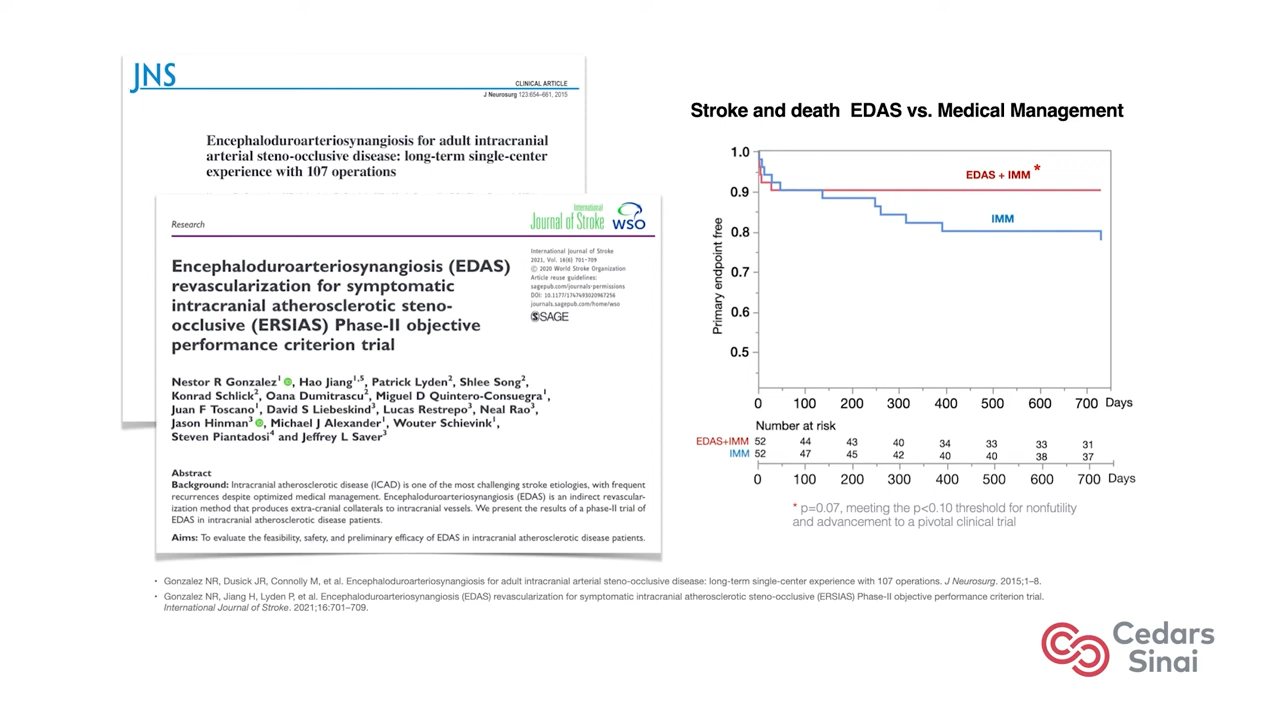 JNS
CLINICAL ARTICLE
J Neurosurg 123:654–661, 2015
Encephaloduroarteriosynangiosis for adult intracranial
arterial steno-occlusive disease: long-term single-center
experience with 107 operations
Research
International
Journal of Stroke
WSO
Encephaloduroarteriosynangiosis (EDAS)
revascularization for symptomatic
intracranial atherosclerotic steno-
occlusive (ERSIAS) Phase-II objective
performance criterion trial
International Journal of Stroke
2021, Vol. 16(6) 701–709
© 2020 World Stroke Organization
Article reuse guidelines:
sagepub.com/journals-permissions
DOI: 10.1177/1747493020967256
journals.sagepub.com/home/wso
SAGE
Nestor R Gonzalez1, Hao Jiang1,5, Patrick Lyden2, Shlee Song2,
Konrad Schlick2, Oana Dumitrascu2, Miguel D Quintero-Consuegra1,
Juan F Toscano1, David S Liebeskind3, Lucas Restrepo3, Neal Rao3,
Jason Hinman3, Michael J Alexander1, Wouter Schievink1,
Steven Piantadosi4 and Jeffrey L Saver3
Abstract
Background: Intracranial atherosclerotic disease (ICAD) is one of the most challenging stroke etiologies, with frequent
recurrences despite optimized medical management. Encephaloduroarteriosynangiosis (EDAS) is an indirect revascular-
ization method that produces extra-cranial collaterals to intracranial vessels. We present the results of a phase-II trial of
EDAS in intracranial atherosclerotic disease patients.
Aims: To evaluate the feasibility, safety, and preliminary efficacy of EDAS in intracranial atherosclerotic disease patients.
Stroke and death EDAS vs. Medical Management
Primary endpoint free
1.0
0.9
0.8
0.7
0.6
0.5
EDAS + IMM *
IMM
0 100 200 300 400 500 600 700 Days
Number at risk
EDAS+IMM 52 44 43 40 34 33 33 31
IMM 52 47 45 42 40 40 38 37
0 100 200 300 400 500 600 700 Days
* p=0.07, meeting the p<0.10 threshold for nonfutility
and advancement to a pivotal clinical trial
• Gonzalez NR, Dusick JR, Connolly M, et al. Encephaloduroarteriosynangiosis for adult intracranial arterial steno-occlusive disease: long-term single-center experience with 107 operations. J Neurosurg. 2015;1–8.
• Gonzalez NR, Jiang H, Lyden P, et al. Encephaloduroarteriosynangiosis (EDAS) revascularization for symptomatic intracranial atherosclerotic steno-occlusive (ERSIAS) Phase-II objective performance criterion trial.
International Journal of Stroke. 2021;16:701–709.
Cedars
Sinai